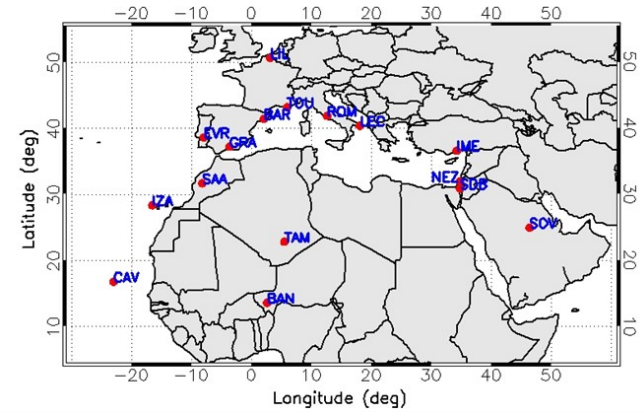 -20 -10 0 10 20 30 40 50
LIL
50 50
TOU
BAR ROM LEC
40 40
EVR
GRA IME
NEZ SDB
SAA
30 30
IZA
SOV
TAM
20 20
CAV
BAN
10 10
-20 -10 0 10 20 30 40 50
Longitude (deg)
Latitude (deg)